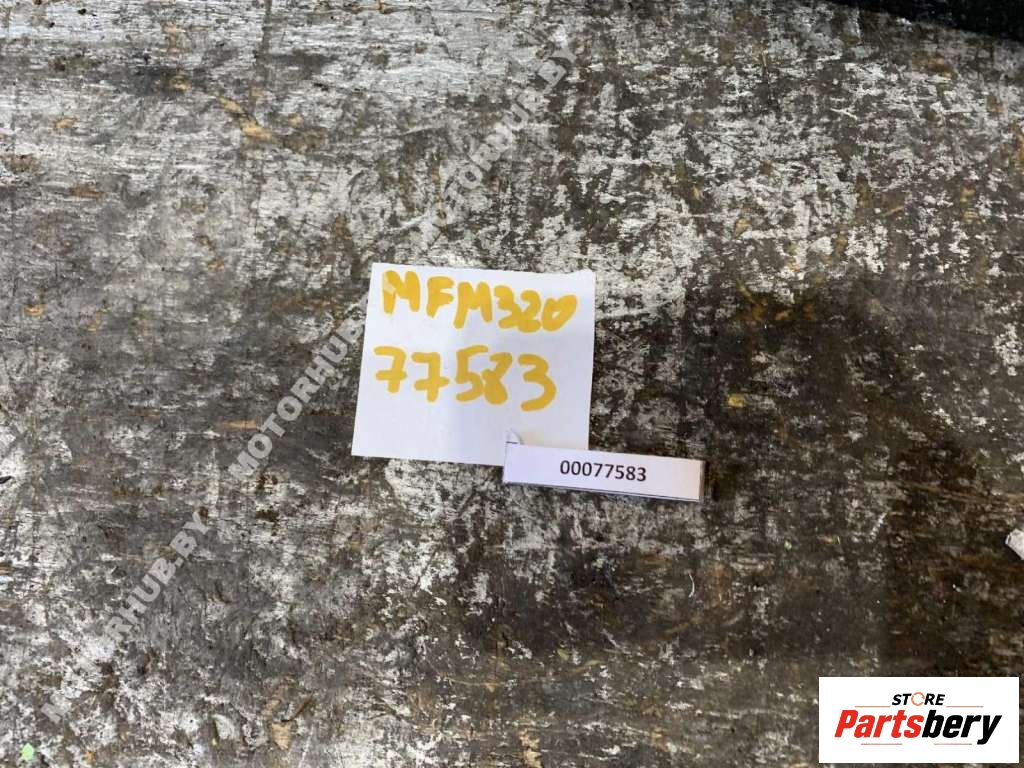 MOTORHUB.BY
MFM320
77583
00077583
MOTORHUB.BY
MOTORHUB.BY
STORE
Partsbery